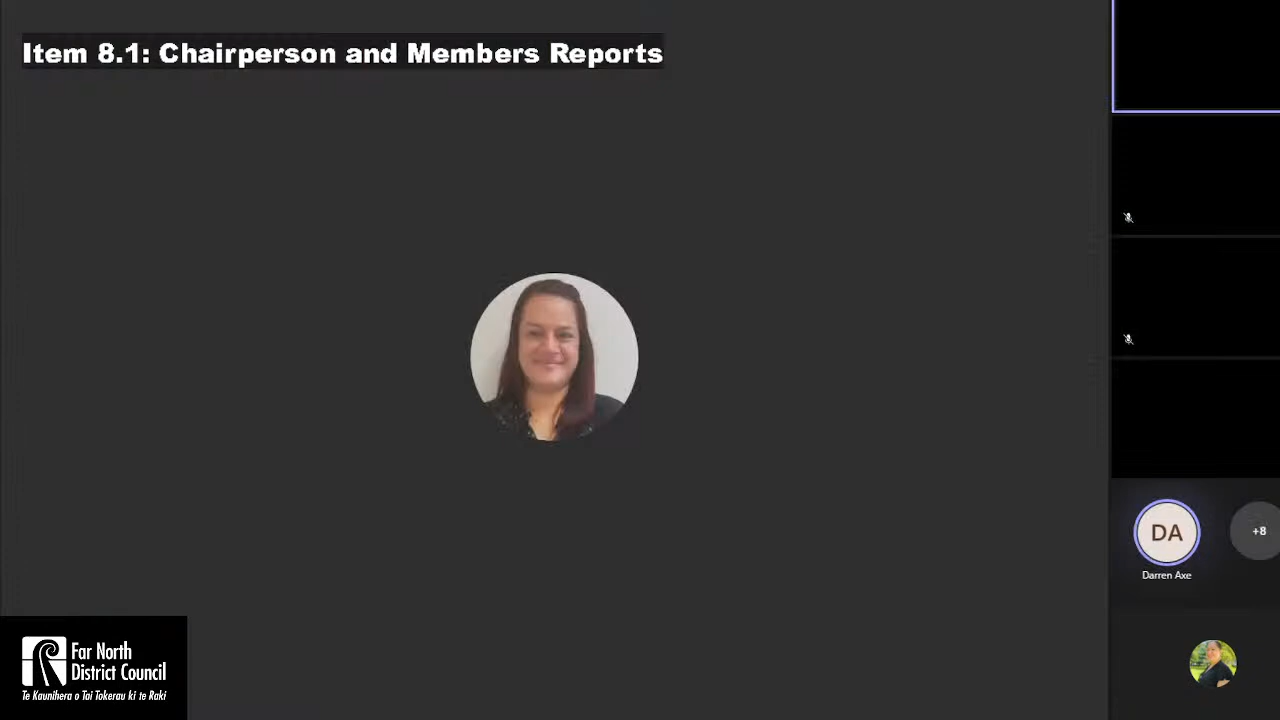 Item 8.1: Chairperson and Members Reports
DA
+8
Darren Axe
Far North
District Council
Te Kaunihera o Tai Tokerau ki te Raki